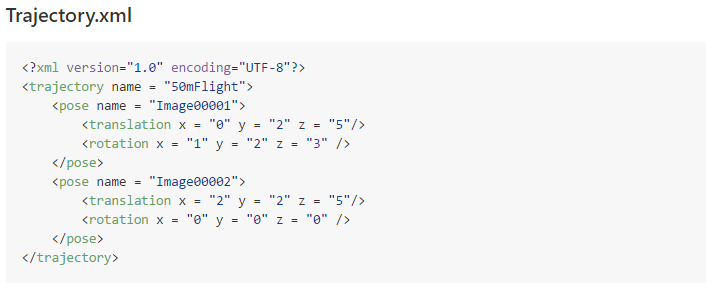 Trajectory.xml
<?xml version="1.0" encoding="UTF-8"?>
<trajectory name = "50mFlight">
    <pose name = "Image00001">
        <translation x = "0" y = "2" z = "5"/>
        <rotation x = "1" y = "2" z = "3" />
    </pose>
    <pose name = "Image00002">
        <translation x = "2" y = "2" z = "5"/>
        <rotation x = "0" y = "0" z = "0" />
    </pose>
</trajectory>